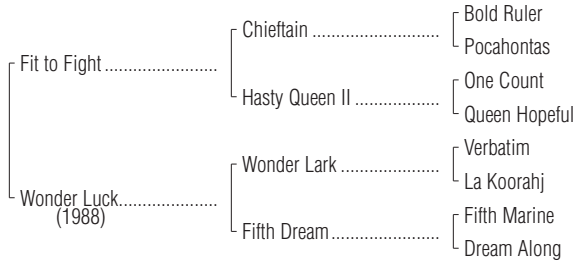 Bold Ruler
Chieftain ........................................
Pocahontas
Fit to Fight ....................................
One Count
Hasty Queen II ...........................
Queen Hopeful
Verbatim
Wonder Lark ................................
La Koorahj
Wonder Luck................................
(1988)
Fifth Marine
Fifth Dream ...................................
Dream Along